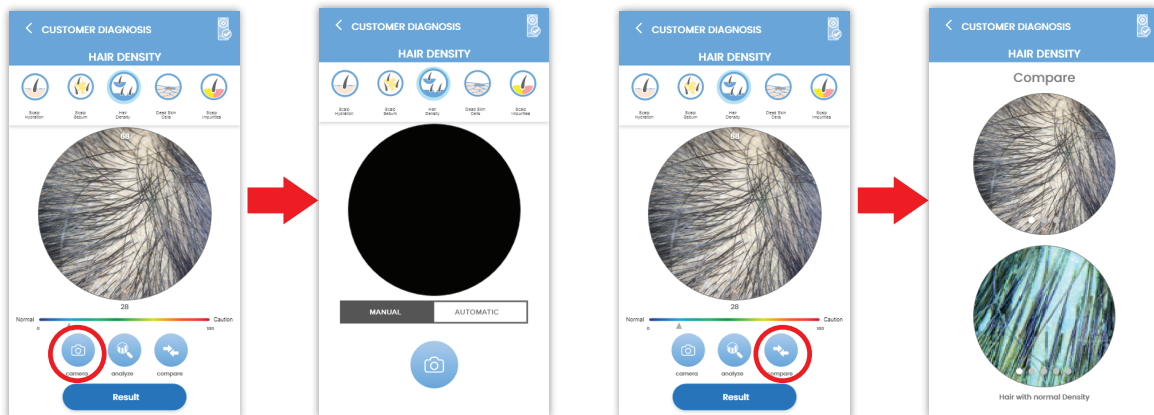 CUSTOMER DIAGNOSIS
HAIR DENSITY
Scalp Hydration
Scalp Sebum
Hair Density
Dead Skin Cells
Scalp Impurities
68
28
Normal
Caution
0
100
camera
analyze
compare
Result
CUSTOMER DIAGNOSIS
HAIR DENSITY
Scalp Hydration
Scalp Sebum
Hair Density
Dead Skin Cells
Scalp Impurities
MANUAL
AUTOMATIC
CUSTOMER DIAGNOSIS
HAIR DENSITY
Scalp Hydration
Scalp Sebum
Hair Density
Dead Skin Cells
Scalp Impurities
68
28
Normal
Caution
0
100
camera
analyze
compare
Result
CUSTOMER DIAGNOSIS
HAIR DENSITY
Compare
Hair with normal Density